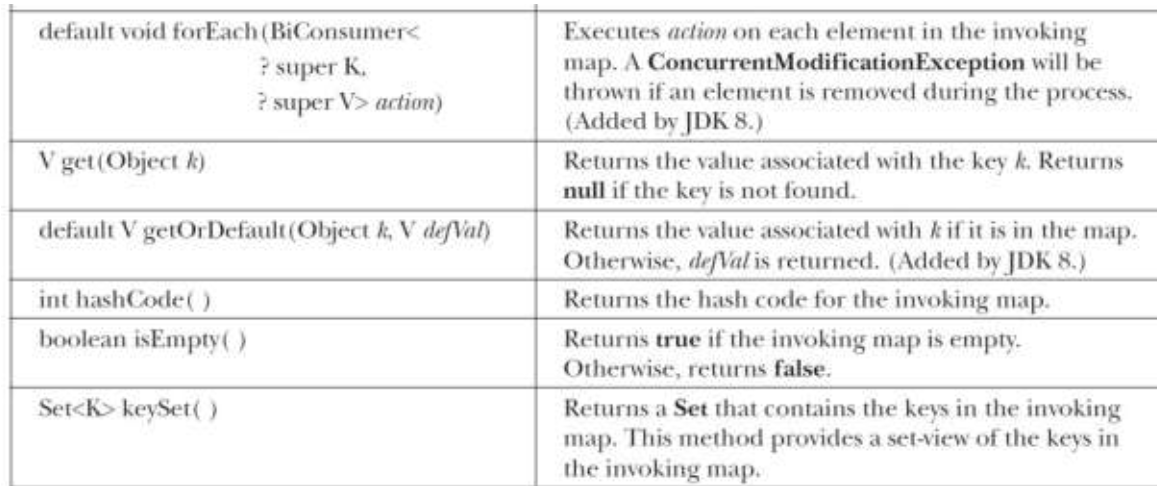 default void forEach(BiConsumer<
? super K,
? super V> action)
Executes action on each element in the invoking
map. A ConcurrentModificationException will be
thrown if an element is removed during the process.
(Added by JDK 8.)
V get(Object k)
Returns the value associated with the key k. Returns
null if the key is not found.
default V getOrDefault(Object k, V defVal)
Returns the value associated with k if it is in the map.
Otherwise, defVal is returned. (Added by JDK 8.)
int hashCode( )
Returns the hash code for the invoking map.
boolean isEmpty( )
Returns true if the invoking map is empty.
Otherwise, returns false.
Set<K> keySet( )
Returns a Set that contains the keys in the invoking
map. This method provides a set-view of the keys in
the invoking map.